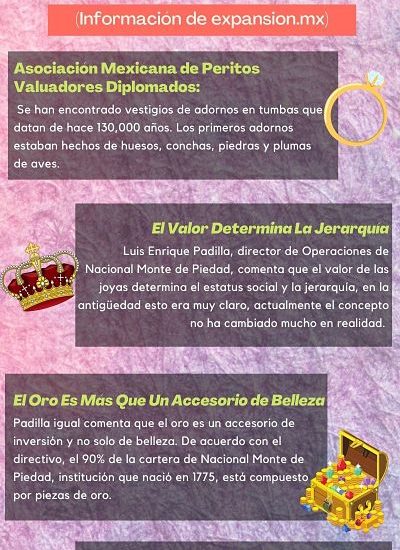 (Información de expansion.mx)
Asociación Mexicana de Peritos
Valuadores Diplomados:
Se han encontrado vestigios de adornos en tumbas que
datan de hace 130,000 años. Los primeros adornos
estaban hechos de huesos, conchas, piedras y plumas
de aves.
El Valor Determina La Jerarquía
Luis Enrique Padilla, director de Operaciones de
Nacional Monte de Piedad, comenta que el valor de las
joyas determina el estatus social y la jerarquía, en la
antigüedad esto era muy claro, actualmente el concepto
no ha cambiado mucho en realidad.
El Oro Es Mas Que Un Accesorio de Belleza
Padilla igual comenta que el oro es un accesorio de
inversión y no solo de belleza. De acuerdo con el
directivo, el 90% de la cartera de Nacional Monte de
Piedad, institución que nació en 1775, está compuesto
por piezas de oro.